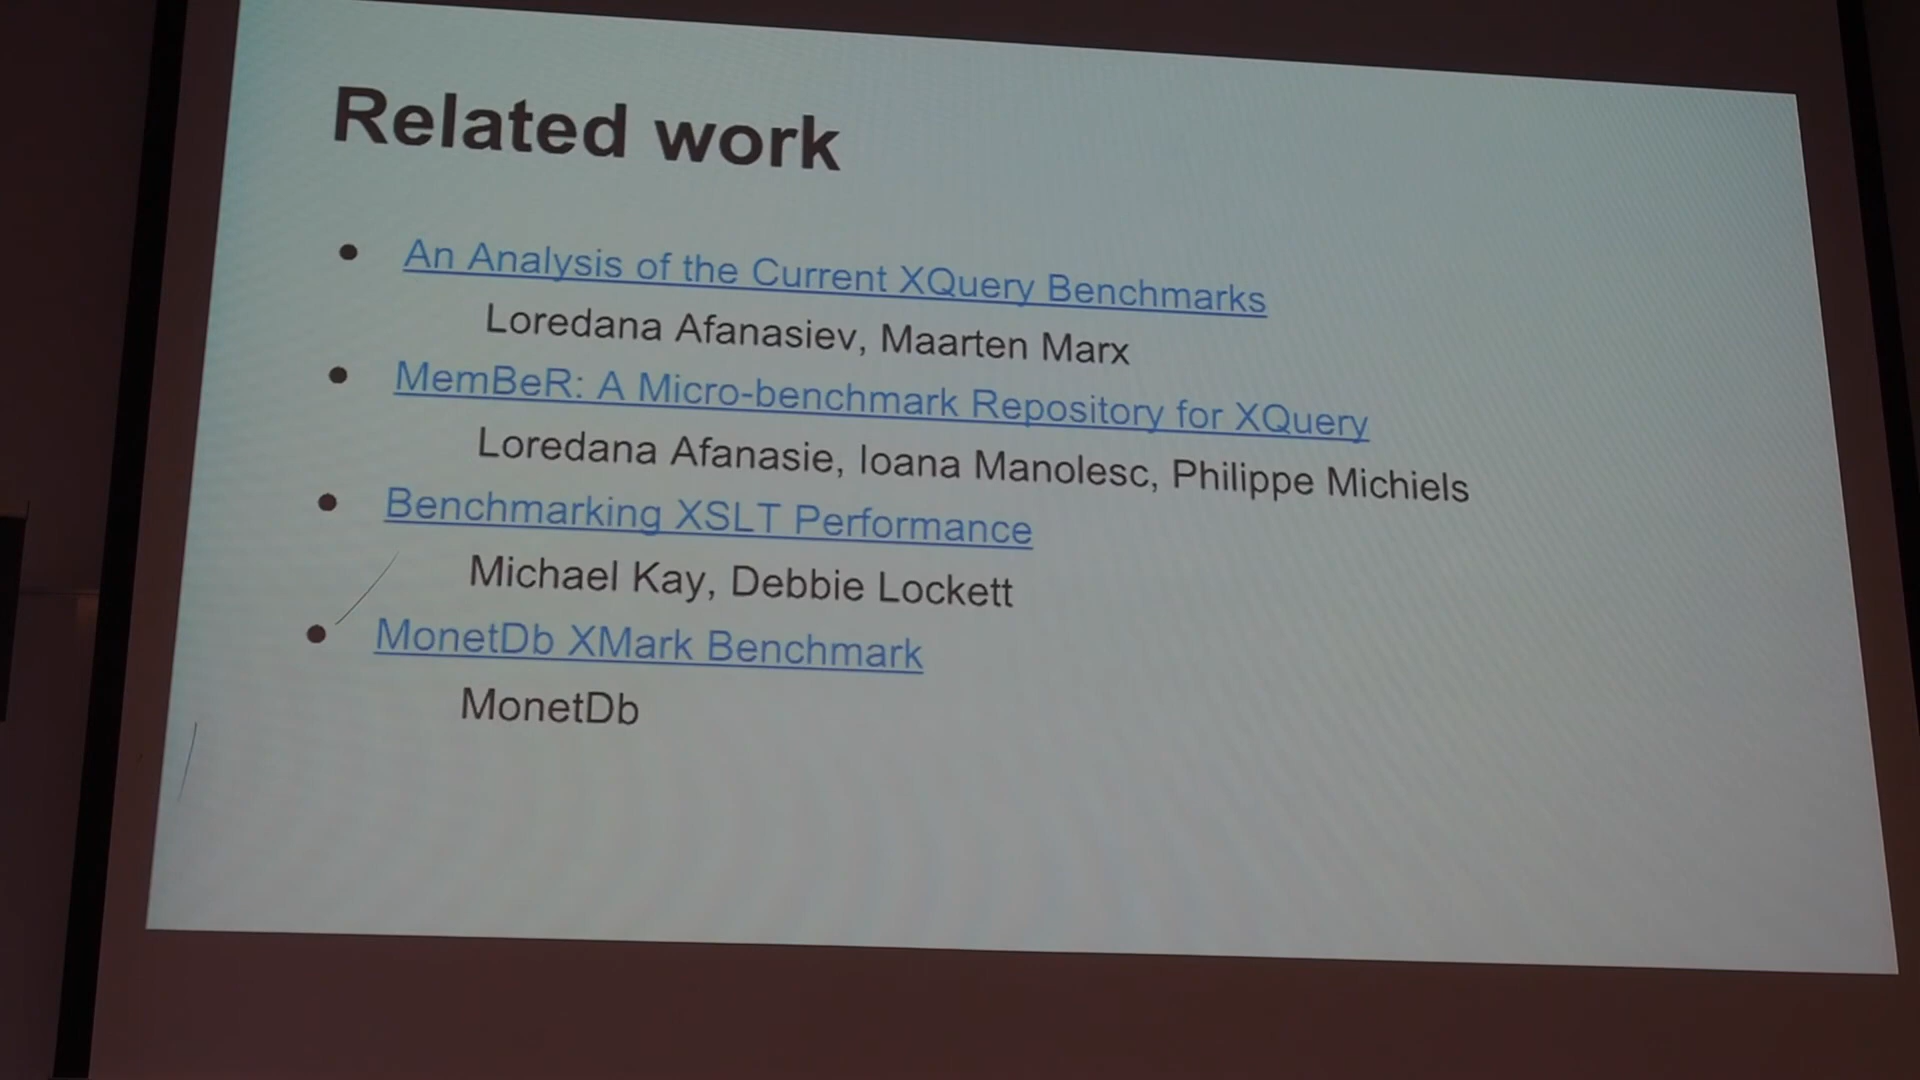 Related work
• An Analysis of the Current XQuery Benchmarks
Loredana Afanasiev, Maarten Marx
• MemBeR: A Micro-benchmark Repository for XQuery
Loredana Afanasie, Ioana Manolesc, Philippe Michiels
• Benchmarking XSLT Performance
Michael Kay, Debbie Lockett
• MonetDb XMark Benchmark
MonetDb